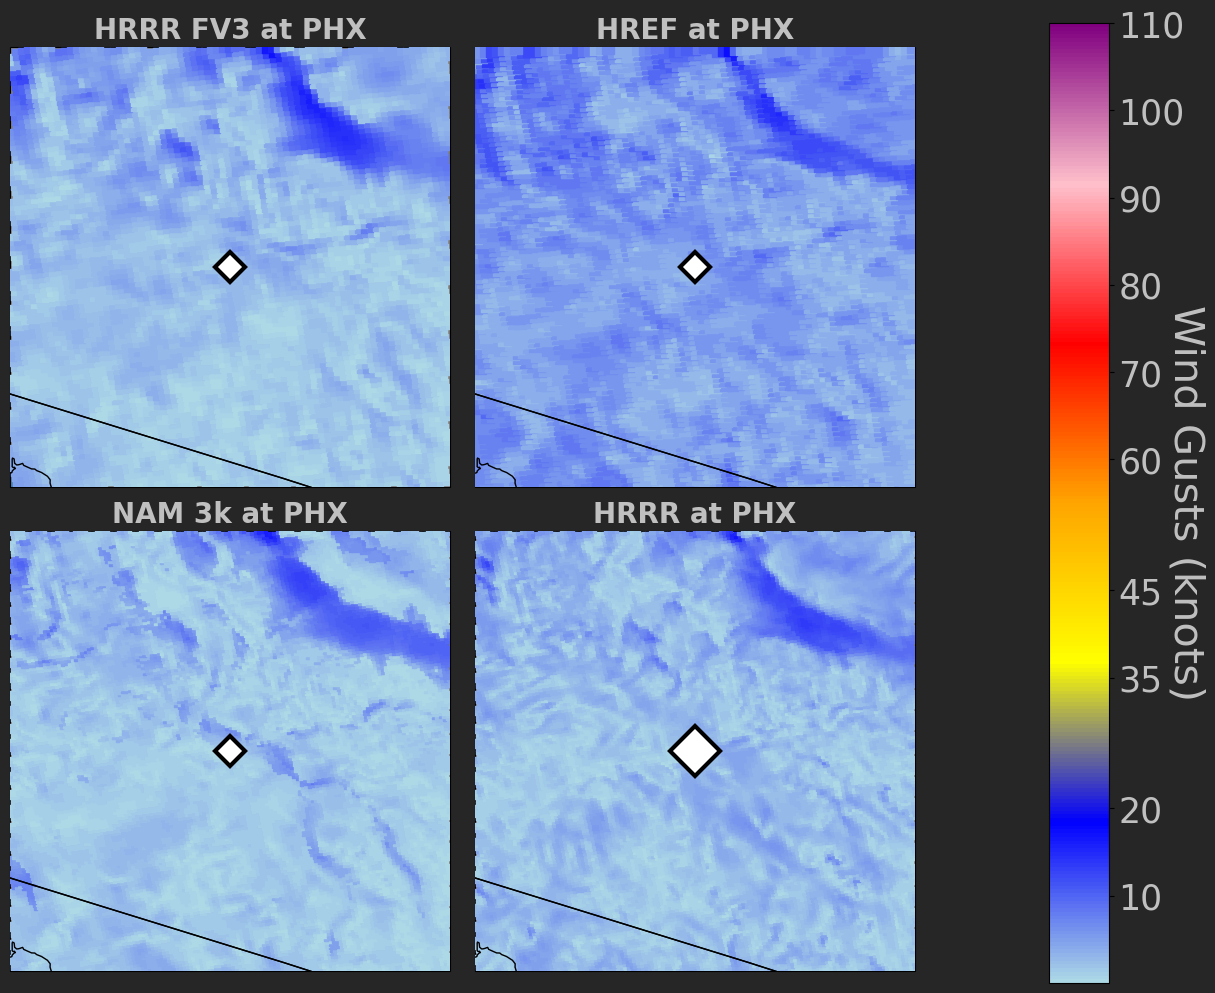 HRRR FV3 at PHX
HREF at PHX
NAM 3k at PHX
HRRR at PHX
110
100
90
80
70
60
45
35
20
10
Wind Gusts (knots)